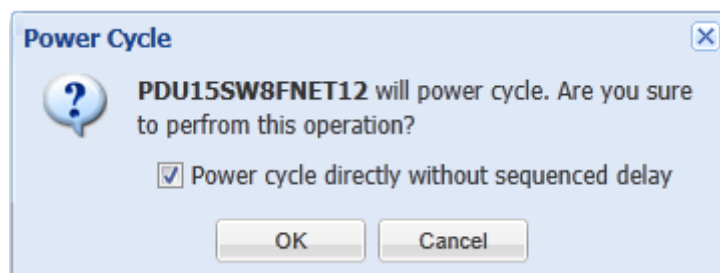 Power Cycle
PDU15SW8FNET12 will power cycle. Are you sure
to perfrom this operation?
Power cycle directly without sequenced delay
OK Cancel